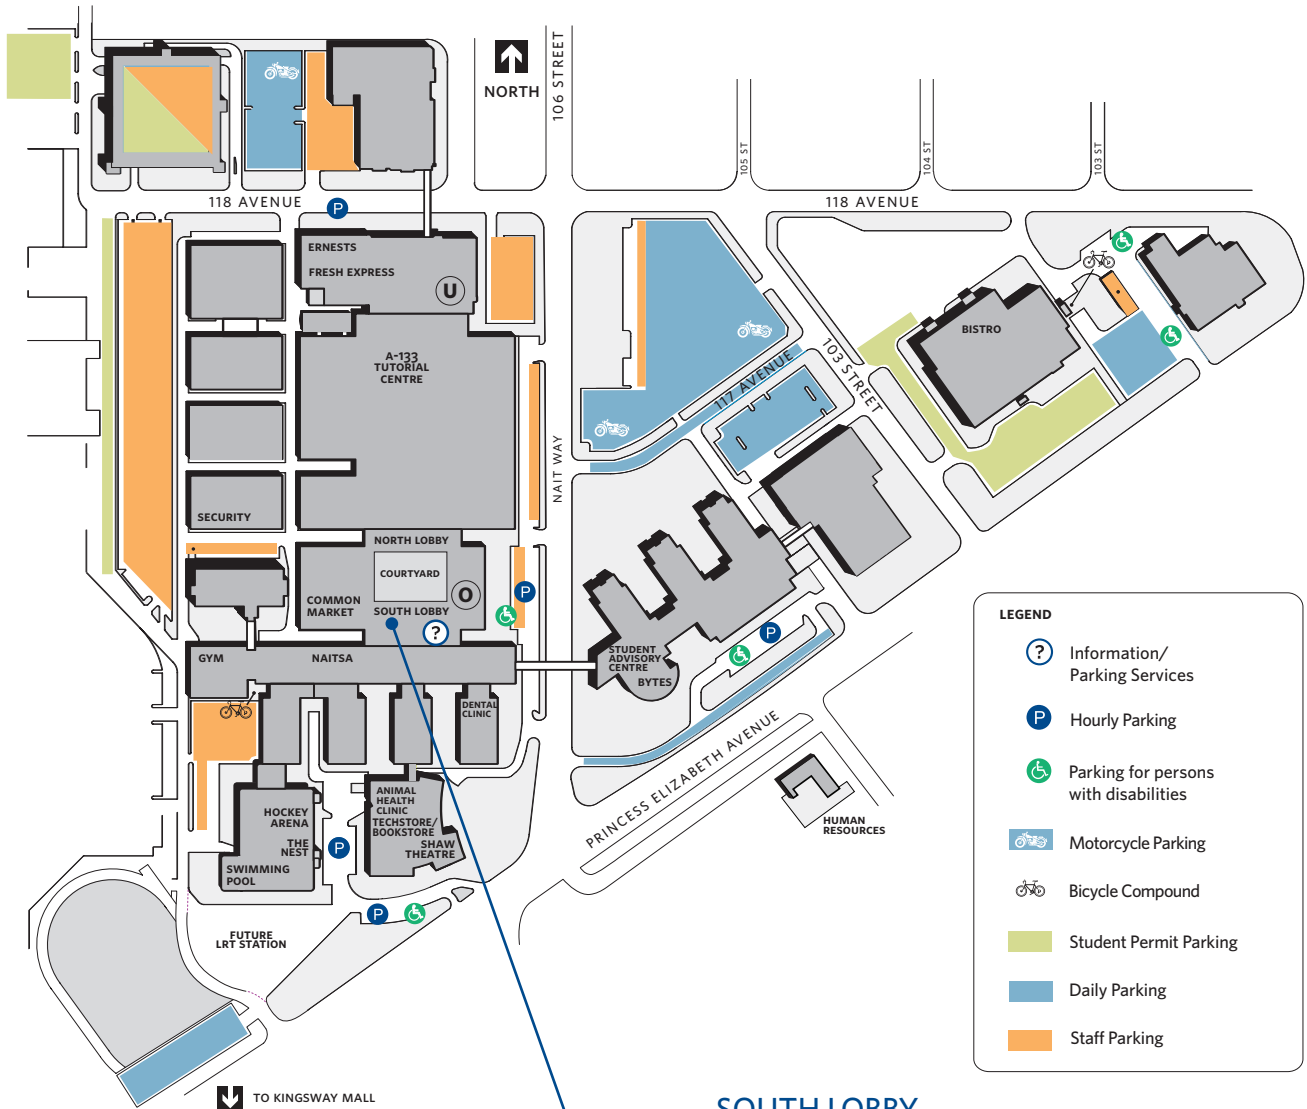 NORTH
106 STREET
105 ST
104 ST
103 ST
118 AVENUE
P
118 AVENUE
ERNESTS
FRESH EXPRESS
U
BISTRO
A-133
TUTORIAL
CENTRE
103 STREET
117 AVENUE
NAIT WAY
SECURITY
NORTH LOBBY
COURTYARD
COMMON
MARKET
O
SOUTH LOBBY
?
P
GYM
NAITSA
STUDENT
ADVISORY
CENTRE
BYTES
P
DENTAL
CLINIC
PRINCESS ELIZABETH AVENUE
ANIMAL
HEALTH
CLINIC
TECHSTORE/
BOOKSTORE
SHAW
THEATRE
HOCKEY
ARENA
THE
NEST
SWIMMING
POOL
P
HUMAN
RESOURCES
P
FUTURE
LRT STATION
TO KINGSWAY MALL
SOUTH LOBBY
LEGEND
? Information/
Parking Services
P Hourly Parking
Parking for persons
with disabilities
Motorcycle Parking
Bicycle Compound
Student Permit Parking
Daily Parking
Staff Parking